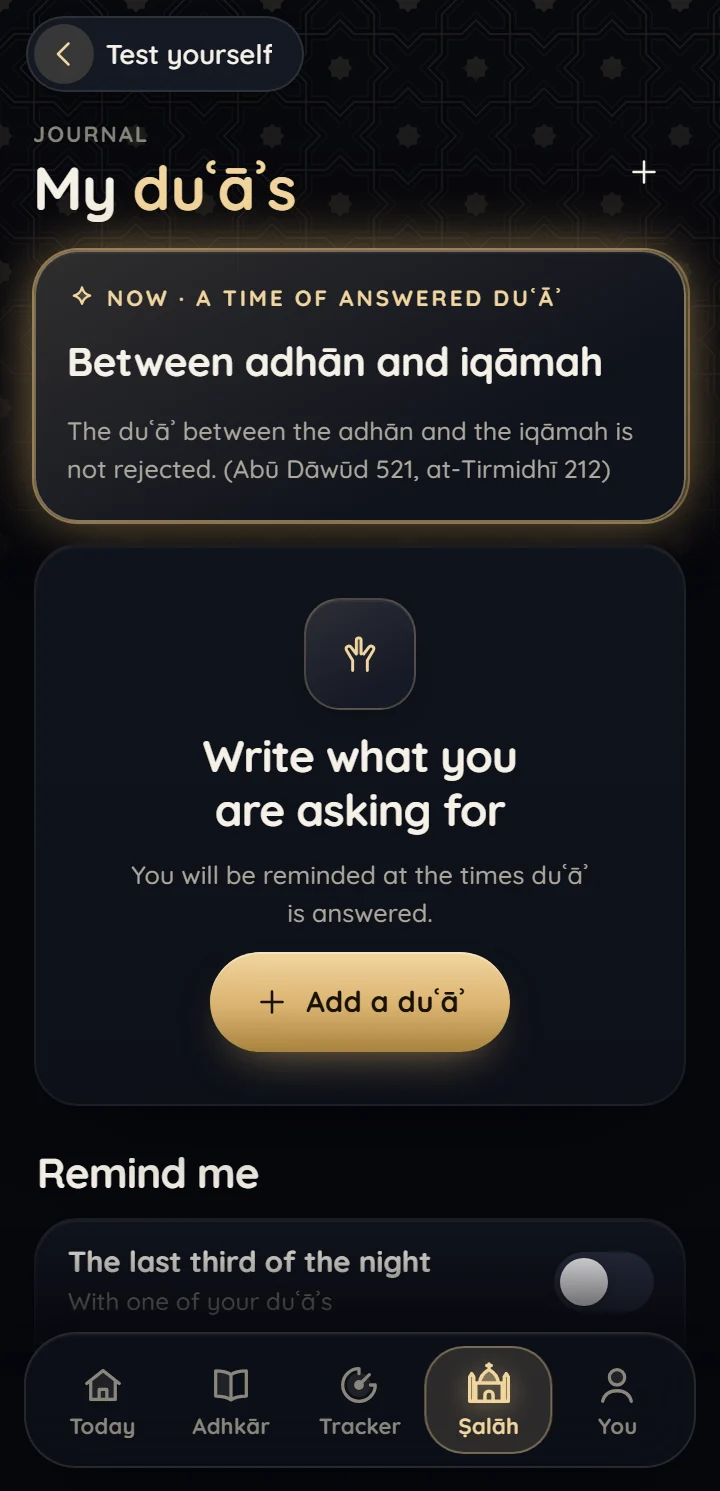 Test yourself
JOURNAL
My duʿāʾs
NOW · A TIME OF ANSWERED DUʿĀʾ
Between adhān and iqāmah
The duʿāʾ between the adhān and the iqāmah is
not rejected. (Abū Dāwūd 521, at-Tirmidhī 212)
Write what you
are asking for
You will be reminded at the times duʿāʾ
is answered.
+ Add a duʿāʾ
Remind me
The last third of the night
With one of your duʿāʾs
Today
Adhkār
Tracker
Ṣalāh
You